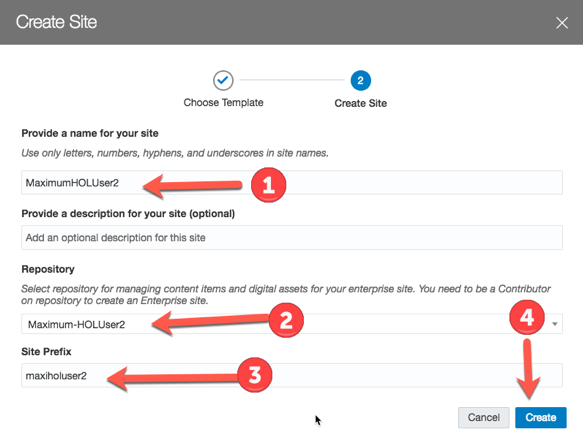 Create Site
2
Choose Template
Create Site
Provide a name for your site
Use only letters, numbers, hyphens, and underscores in site names.
MaximumHOLUser2
1
Provide a description for your site (optional)
Add an optional description for this site
Repository
Select repository for managing content items and digital assets for your enterprise site. You need to be a Contributor
on repository to create an Enterprise site.
Maximum-HOLUser2
2
4
Site Prefix
maxiholuser2
3
Cancel
Create